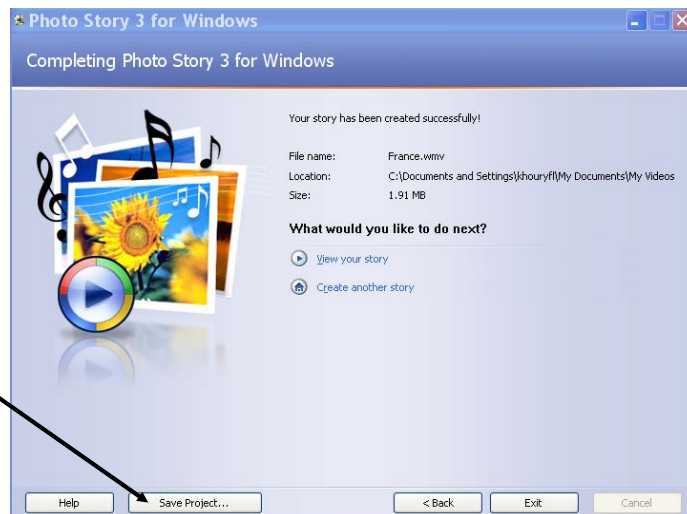 Photo Story 3 for Windows
Completing Photo Story 3 for Windows
Your story has been created successfully!
File name: France.wmv
Location: C:\Documents and Settings\khouryfl\My Documents\My Videos
Size: 1.91 MB
What would you like to do next?
View your story
Create another story
Help Save Project... < Back Exit Cancel